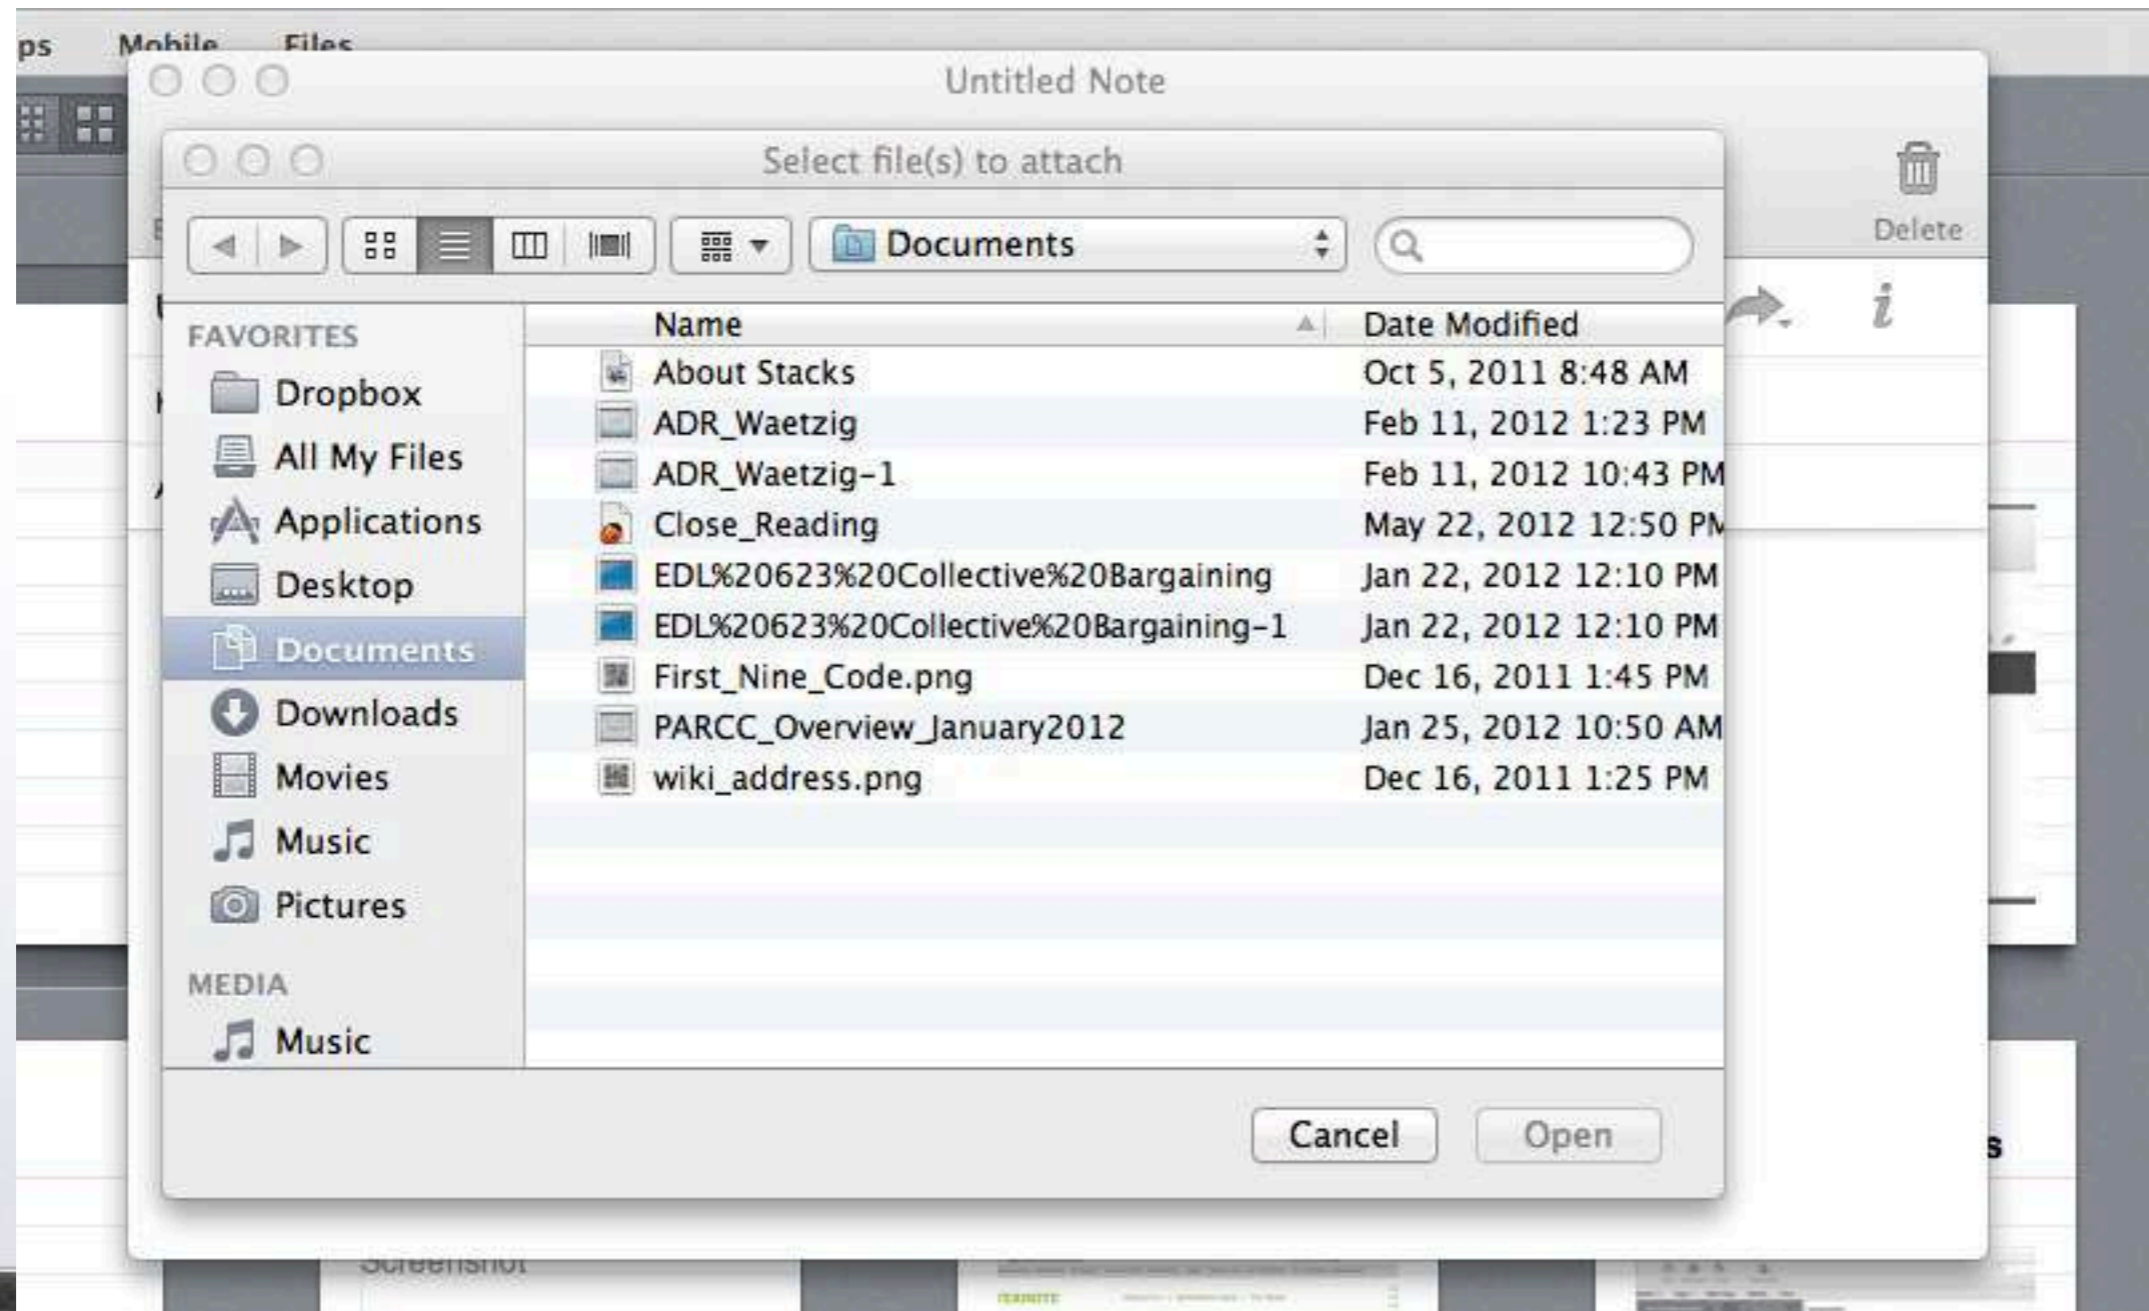 ps Mobile Files
Untitled Note
Select file(s) to attach
Documents
Delete
FAVORITES
Dropbox
All My Files
Applications
Desktop
Documents
Downloads
Movies
Music
Pictures
MEDIA
Music
Name Date Modified
About Stacks Oct 5, 2011 8:48 AM
ADR_Waetzig Feb 11, 2012 1:23 PM
ADR_Waetzig-1 Feb 11, 2012 10:43 PM
Close_Reading May 22, 2012 12:50 PM
EDL%20623%20Collective%20Bargaining Jan 22, 2012 12:10 PM
EDL%20623%20Collective%20Bargaining-1 Jan 22, 2012 12:10 PM
First_Nine_Code.png Dec 16, 2011 1:45 PM
PARCC_Overview_January2012 Jan 25, 2012 10:50 AM
wiki_address.png Dec 16, 2011 1:25 PM
Cancel Open
s
Screenshot